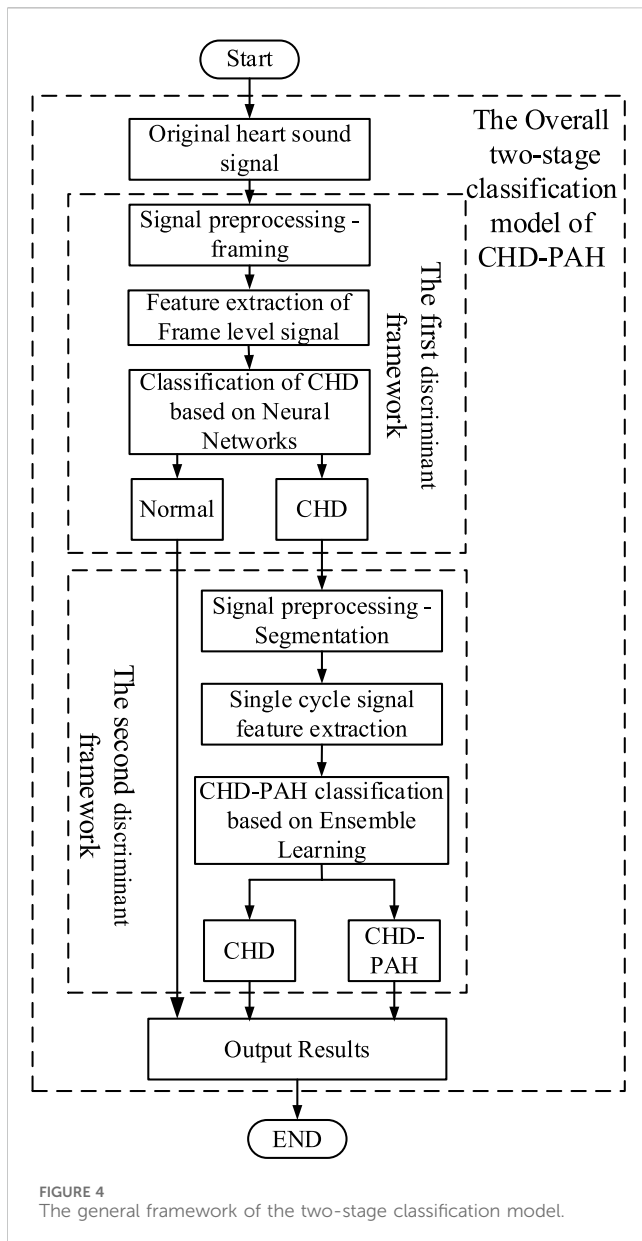 Start
The Overall
two-stage
classification
model of
CHD-PAH
Original heart sound
signal
Signal preprocessing -
framing
Feature extraction of
Frame level signal
Classification of CHD
based on Neural
Networks
Normal
CHD
The first discriminant
framework
Signal preprocessing -
Segmentation
Single cycle signal
feature extraction
CHD-PAH classification
based on Ensemble
Learning
CHD
CHD-
PAH
The second discriminant
framework
Output Results
END
FIGURE 4
The general framework of the two-stage classification model.